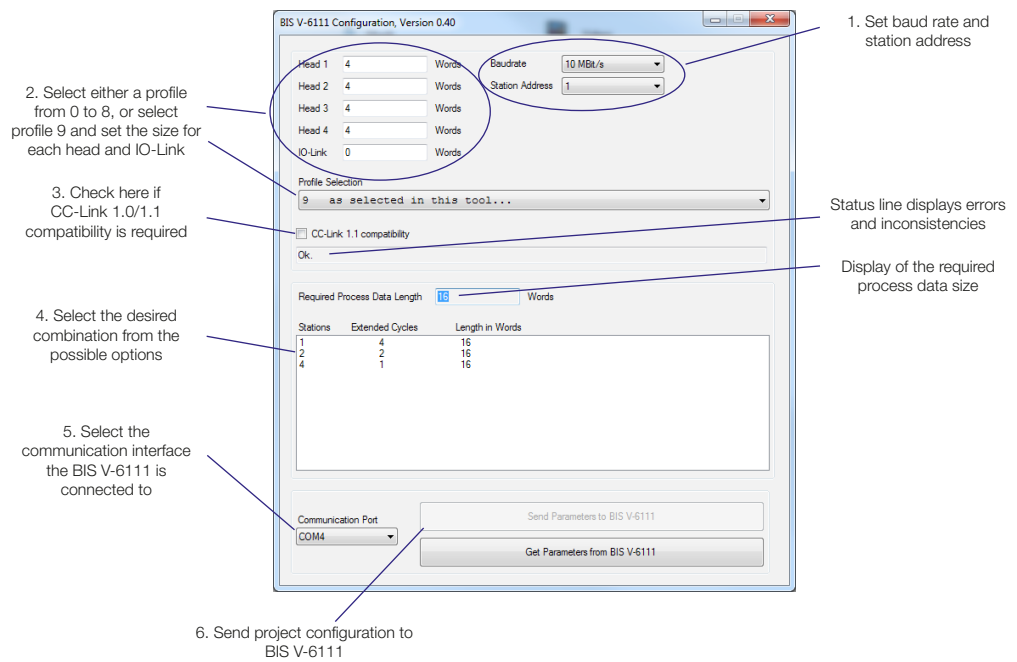 BIS V-6111 Configuration, Version 0.40
1. Set baud rate and
station address
Head 1 4 Words Baudrate 10 MBit/s
Head 2 4 Words Station Address 1
Head 3 4 Words
Head 4 4 Words
IO-Link 0 Words
2. Select either a profile
from 0 to 8, or select
profile 9 and set the size for
each head and IO-Link
Profile Selection
9 as selected in this tool...
3. Check here if
CC-Link 1.0/1.1
compatibility is required
CC-Link 1.1 compatibility
Ok.
Status line displays errors
and inconsistencies
Display of the required
process data size
Required Process Data Length 16 Words
4. Select the desired
combination from the
possible options
Stations Extended Cycles Length in Words
1 4 16
2 2 16
4 1 16
5. Select the
communication interface
the BIS V-6111 is
connected to
Communication Port
COM4
Send Parameters to BIS V-6111
Get Parameters from BIS V-6111
6. Send project configuration to
BIS V-6111